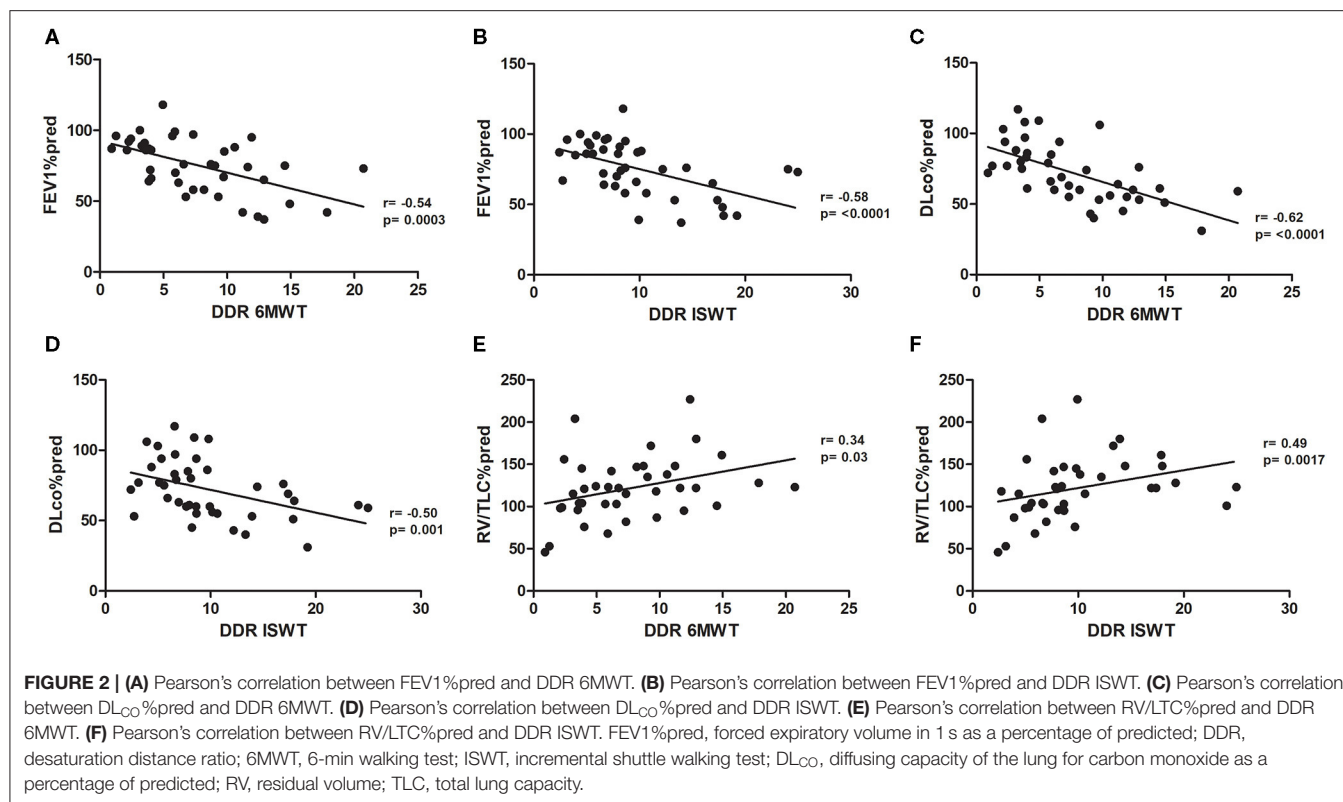 A
FEV1%pred
150
100
50
0
0 5 10 15 20 25
DDR 6MWT
r= -0.54
p= 0.0003
B
FEV1%pred
150
100
50
0
0 10 20 30
DDR ISWT
r= -0.58
p= <0.0001
C
DLco%pred
150
100
50
0
0 5 10 15 20 25
DDR 6MWT
r= -0.62
p= <0.0001
D
DLco%pred
150
100
50
0
0 10 20 30
DDR ISWT
r= -0.50
p= 0.001
E
RV/TLC%pred
250
200
150
100
50
0
0 5 10 15 20 25
DDR 6MWT
r= 0.34
p= 0.03
F
RV/TLC%pred
250
200
150
100
50
0
0 10 20 30
DDR ISWT
r= 0.49
p= 0.0017
FIGURE 2 | (A) Pearson's correlation between FEV1%pred and DDR 6MWT. (B) Pearson's correlation between FEV1%pred and DDR ISWT. (C) Pearson's correlation
between DLCO%pred and DDR 6MWT. (D) Pearson's correlation between DLCO%pred and DDR ISWT. (E) Pearson's correlation between RV/LTC%pred and DDR
6MWT. (F) Pearson's correlation between RV/LTC%pred and DDR ISWT. FEV1%pred, forced expiratory volume in 1 s as a percentage of predicted; DDR,
desaturation distance ratio; 6MWT, 6-min walking test; ISWT, incremental shuttle walking test; DLCO, diffusing capacity of the lung for carbon monoxide as a
percentage of predicted; RV, residual volume; TLC, total lung capacity.